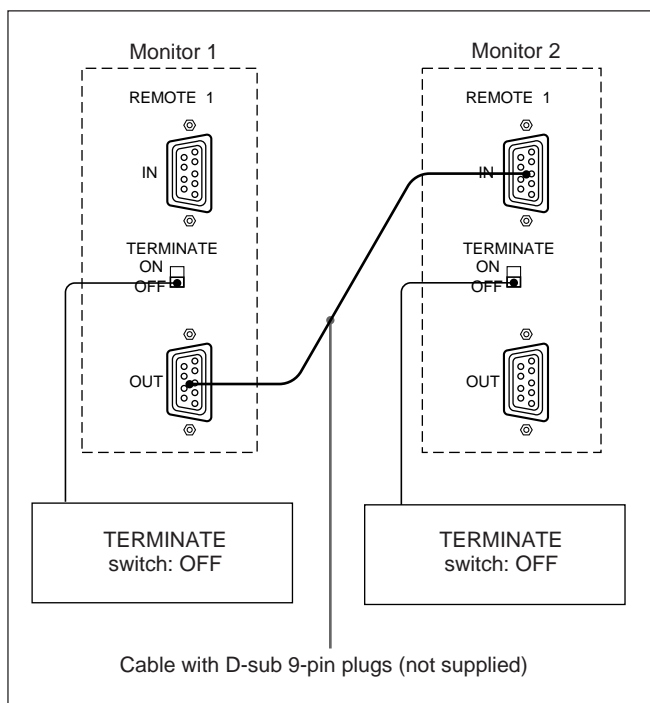 Monitor 1
REMOTE 1
IN
TERMINATE
ON
OFF
OUT
TERMINATE
switch: OFF
Monitor 2
REMOTE 1
IN
TERMINATE
ON
OFF
OUT
TERMINATE
switch: OFF
Cable with D-sub 9-pin plugs (not supplied)